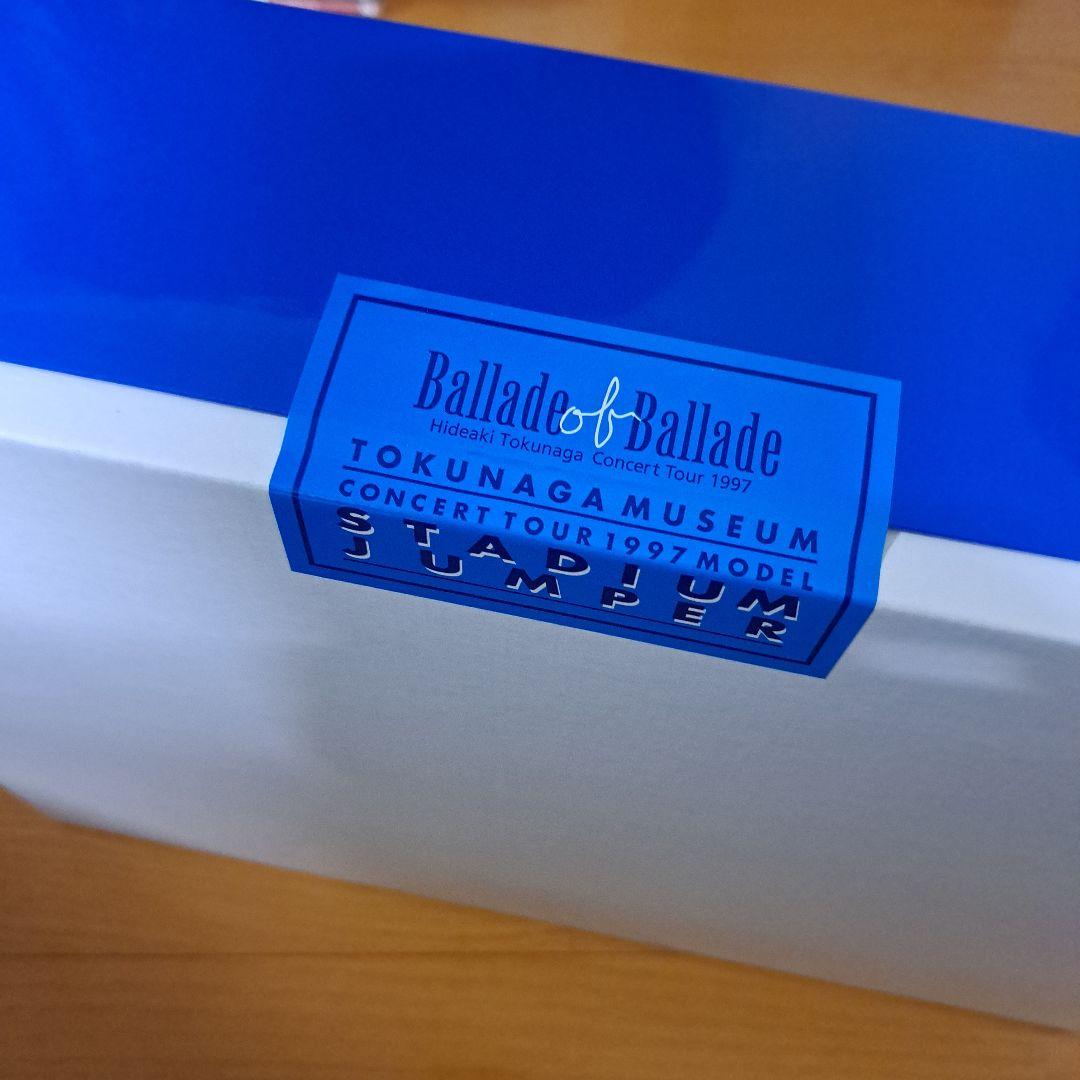 Ballade of Ballade
Hideaki Tokunaga Concert Tour 1997
TOKUNAGA MUSEUM
CONCERT TOUR 1997 MODEL
STADIUM
JUMPER